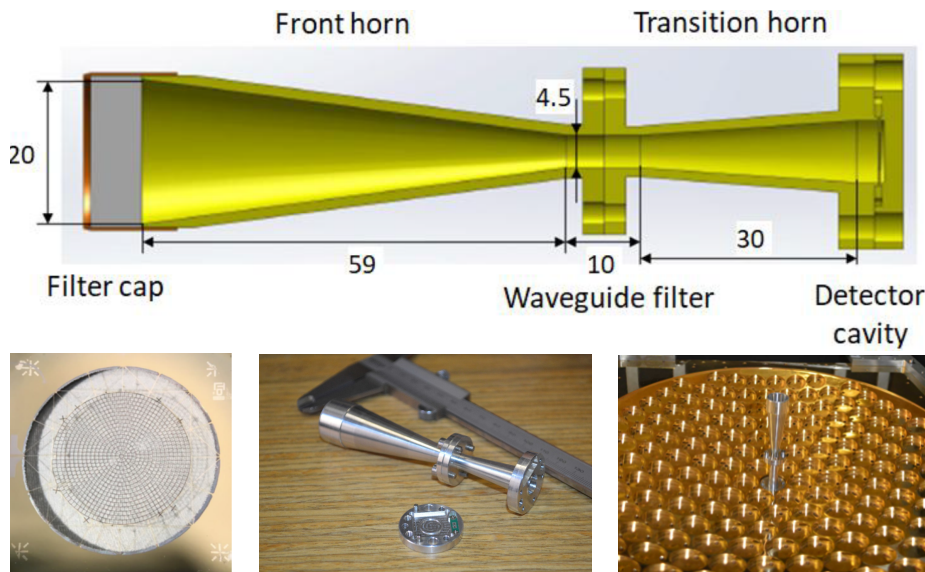 Front horn
Transition horn
4.5
20
59
10
30
Filter cap
Waveguide filter
Detector
cavity